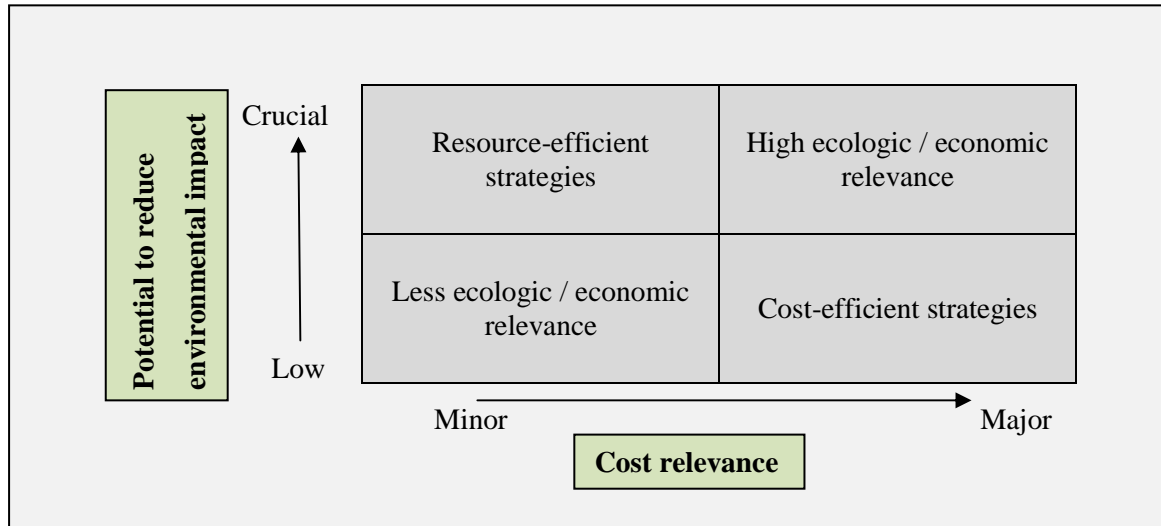 Potential to reduce
environmental impact
Crucial
Low
Resource-efficient
strategies
High ecologic / economic
relevance
Less ecologic / economic
relevance
Cost-efficient strategies
Minor
Major
Cost relevance